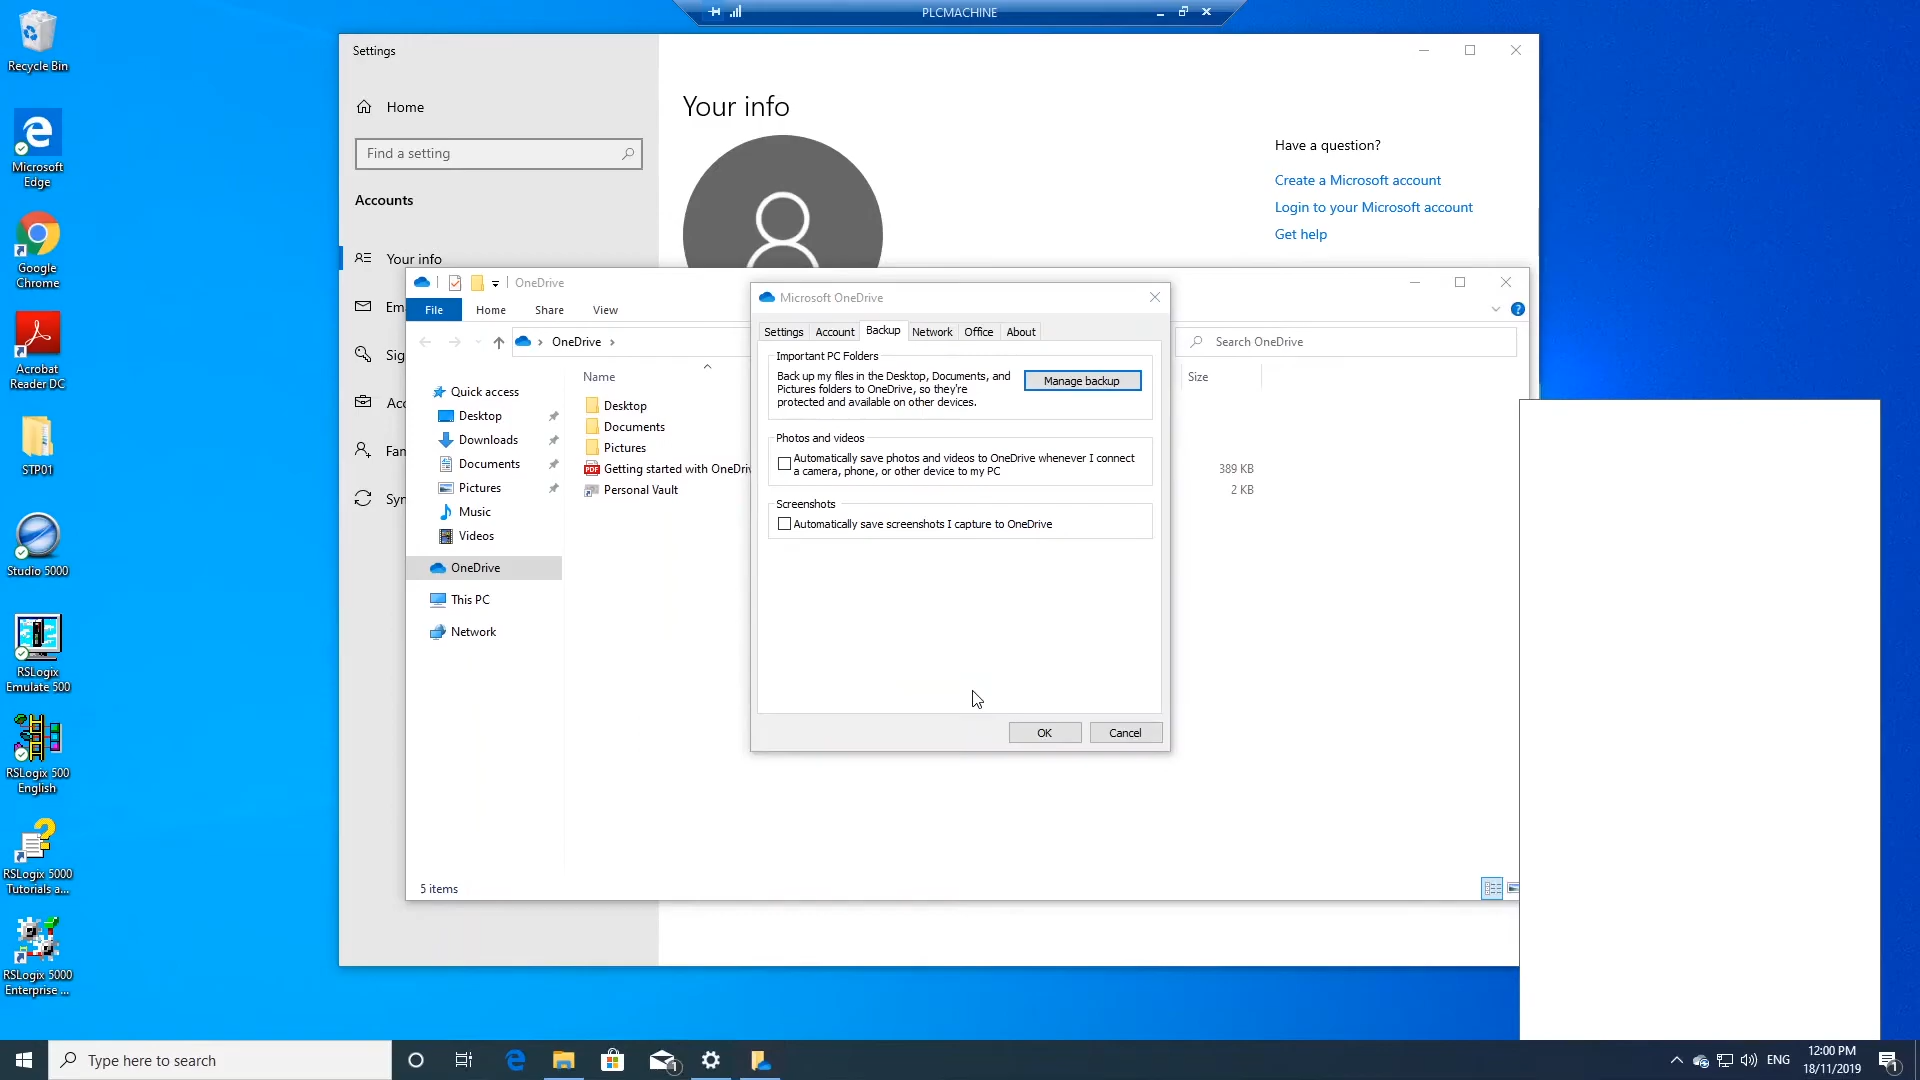 PLCMACHINE
Recycle Bin
Microsoft
Edge
Google
Chrome
Acrobat
Reader DC
STP01
Studio 5000
RSLogix
Emulate 500
RSLogix 500
English
RSLogix 5000
Tutorials a...
RSLogix 5000
Enterprise ...
Settings
Home
Find a setting
Accounts
Your info
Em
Sig
Acc
Fam
Syn
Your info
Have a question?
Create a Microsoft account
Login to your Microsoft account
Get help
OneDrive
File
Home
Share
View
OneDrive
Search OneDrive
Quick access
Desktop
Downloads
Documents
Pictures
Music
Videos
OneDrive
This PC
Network
Name
Size
Desktop
Documents
Pictures
Getting started with OneDriv
389 KB
Personal Vault
2 KB
5 items
Microsoft OneDrive
Settings
Account
Backup
Network
Office
About
Important PC Folders
Back up my files in the Desktop, Documents, and
Pictures folders to OneDrive, so they're
protected and available on other devices.
Manage backup
Photos and videos
Automatically save photos and videos to OneDrive whenever I connect
a camera, phone, or other device to my PC
Screenshots
Automatically save screenshots I capture to OneDrive
OK
Cancel
Type here to search
1
ENG
12:00 PM
18/11/2019
1